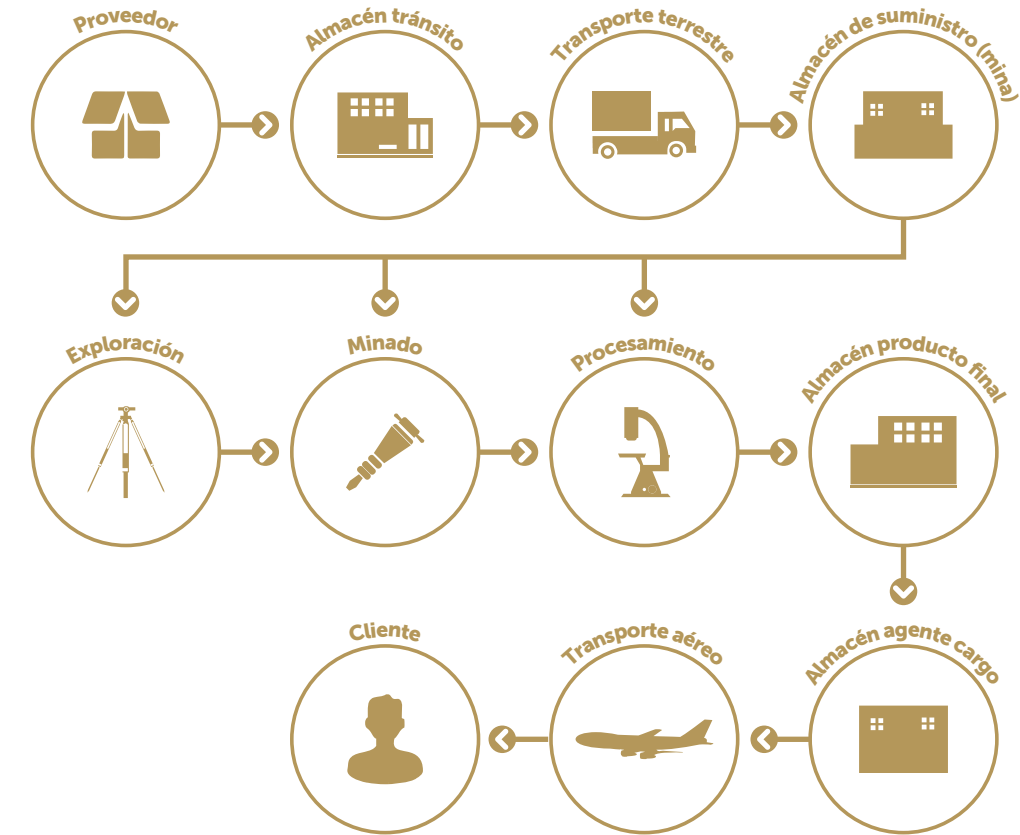 Proveedor
Almacén tránsito
Transporte terrestre
Almacén de suministro (mina)
Exploración
Minado
Procesamiento
Almacén producto final
Cliente
Transporte aéreo
Almacén agente cargo